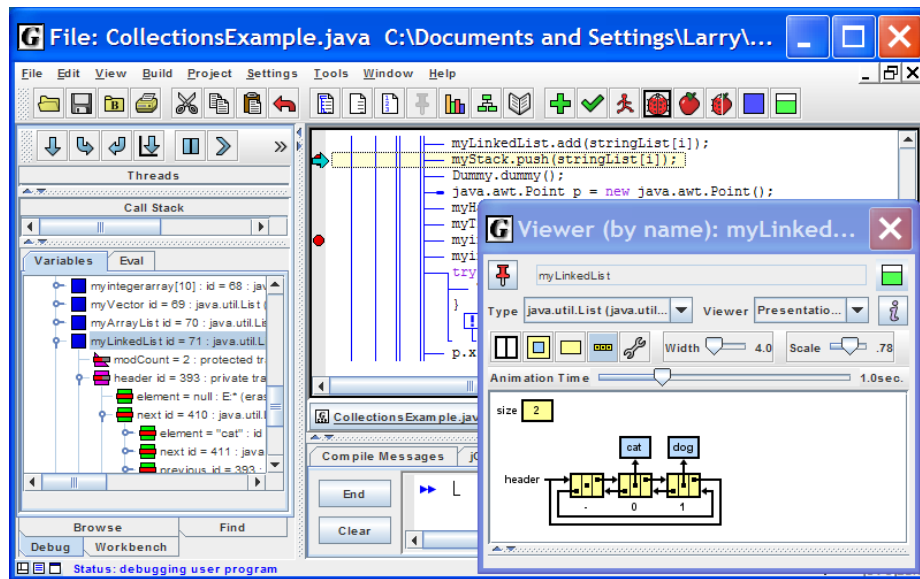 G File: CollectionsExample.java C:\Documents and Settings\Larry\...
File Edit View Build Project Settings Tools Window Help
Threads
Call Stack
Variables Eval
myintegerarray[10] : id = 68 : jav
myVector id = 69 : java.util.List (
myArrayList id = 70 : java.util.Lis
myLinkedList id = 71 : java.util.L
modCount = 2 : protected tr
header id = 393 : private tra
element = null : E:* (eras
next id = 410 : java.util.l
element = "cat" : id
next id = 411 : java
previous id = 393 :
Browse Find
Debug Workbench
Status: debugging user program
myLinkedList.add(stringList[i]);
myStack.push(stringList[i]);
Dummy.dummy();
java.awt.Point p = new java.awt.Point();
myH
myT
myi
myi
try
}
p.x
CollectionsExample.jav
Compile Messages
End
Clear
L
G Viewer (by name): myLinked...
myLinkedList
Type java.util.List (java.util... Viewer Presentatio...
Width 4.0 Scale .78
Animation Time 1.0sec.
size 2
cat dog
header
- 0 1